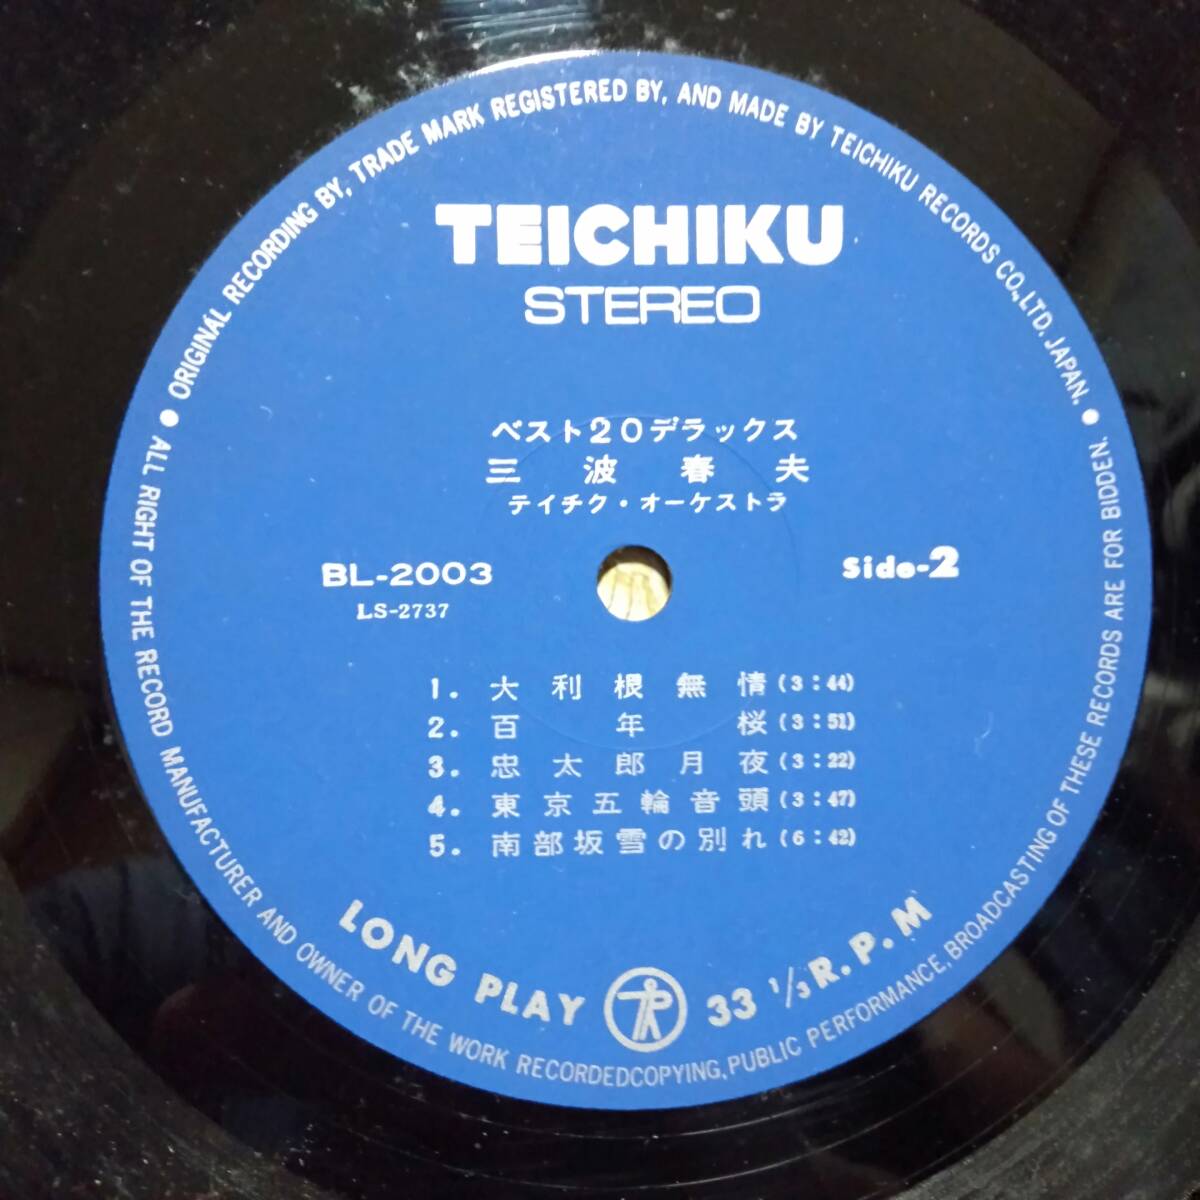 ● ORIGINAL RECORDING BY, TRADE MARK REGISTERED BY, AND MADE BY TEICHIKU RECORDS CO., LTD. JAPAN. ●
TEICHIKU
STEREO
ベスト20デラックス
三波春夫
テイチク・オーケストラ
BL-2003
LS-2737
Side-2
1. 大利根無情 (3:44)
2. 百年桜 (3:51)
3. 忠太郎月夜 (3:22)
4. 東京五輪音頭 (3:47)
5. 南部坂雪の別れ (6:42)
LONG PLAY 33 1/3 R.P.M
ALL RIGHT OF THE RECORD MANUFACTURER AND OWNER OF THE WORK RECORDEDCOPYING, PUBLIC PERFORMANCE, BROADCASTING OF THESE RECORDS ARE FOR BIDDEN.